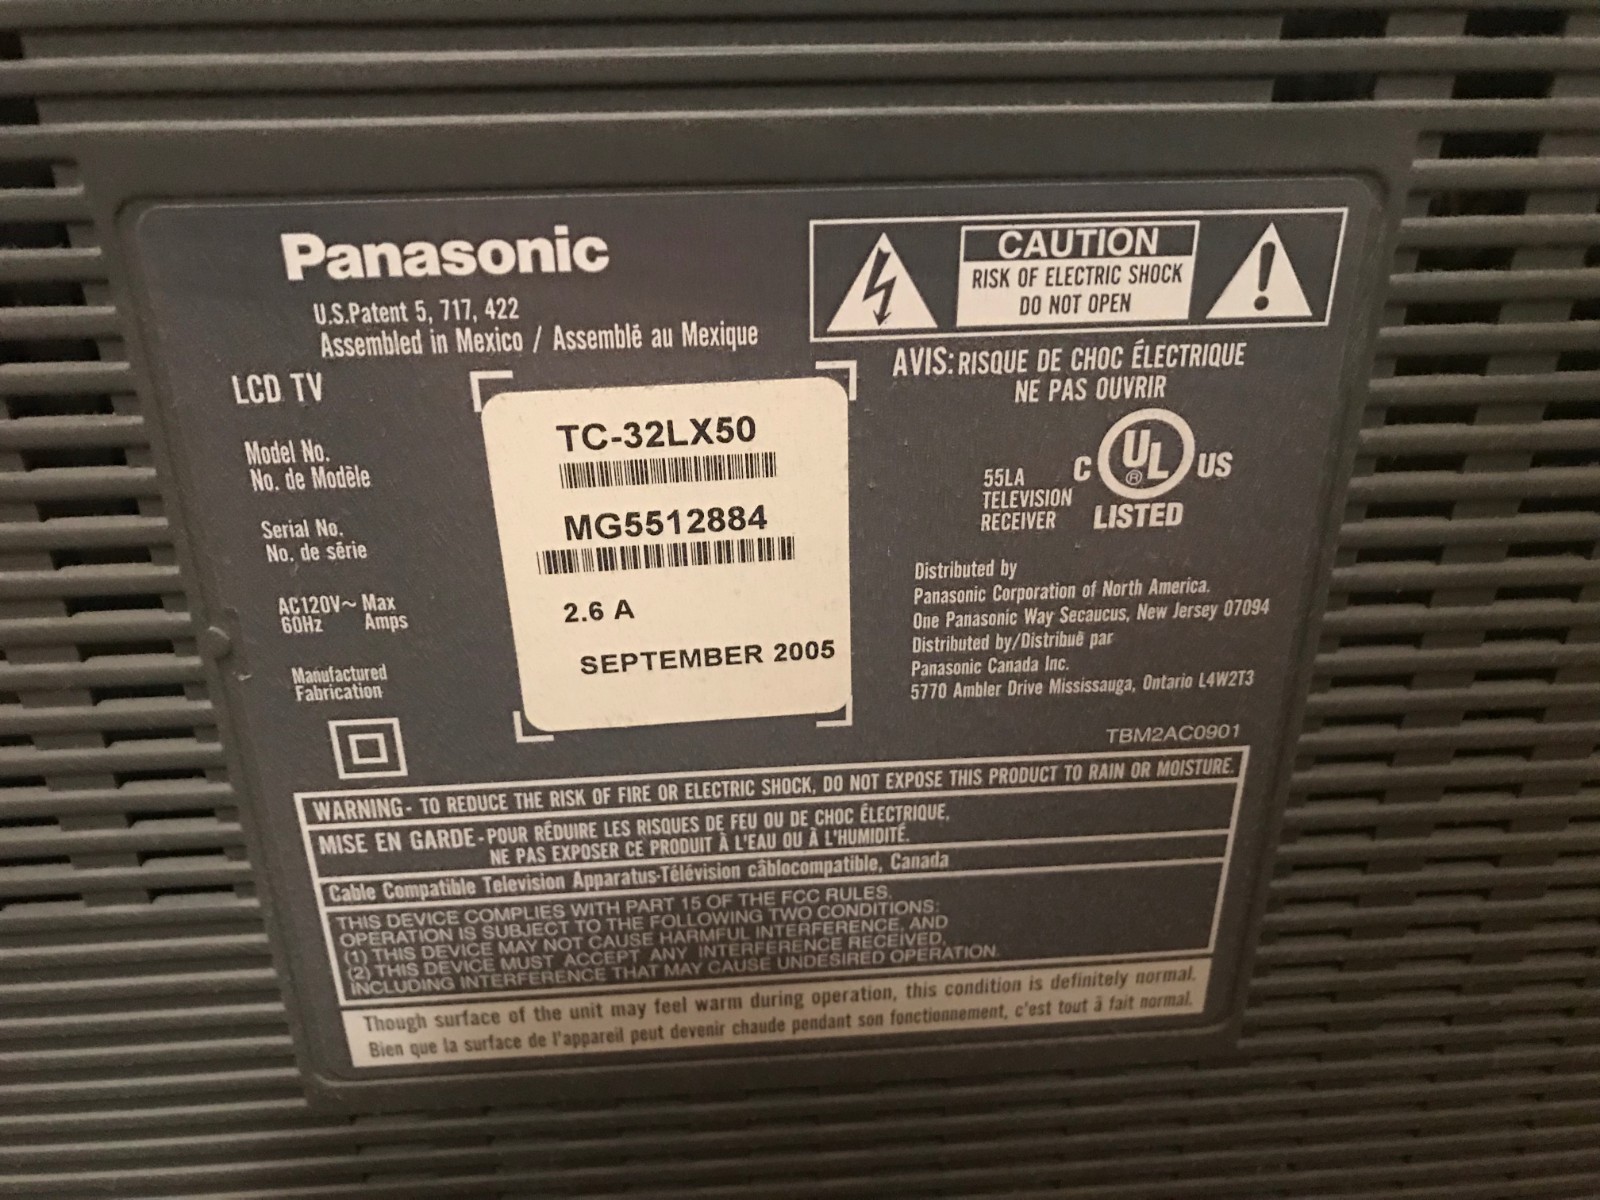 Panasonic
U.S.Patent 5, 717, 422
Assembled in Mexico / Assemblé au Mexique
LCD TV
Model No.
No. de Modèle
Serial No.
No. de série
AC120V~ Max
60Hz Amps
Manufactured
Fabrication
TC-32LX50
MG5512884
2.6 A
SEPTEMBER 2005
CAUTION
RISK OF ELECTRIC SHOCK
DO NOT OPEN
AVIS: RISQUE DE CHOC ÉLECTRIQUE
NE PAS OUVRIR
55LA
TELEVISION
RECEIVER
C UL ® US
LISTED
Distributed by
Panasonic Corporation of North America.
One Panasonic Way Secaucus, New Jersey 07094
Distributed by/Distribué par
Panasonic Canada Inc.
5770 Ambler Drive Mississauga, Ontario L4W2T3
TBM2AC0901
WARNING- TO REDUCE THE RISK OF FIRE OR ELECTRIC SHOCK, DO NOT EXPOSE THIS PRODUCT TO RAIN OR MOISTURE.
MISE EN GARDE-POUR RÉDUIRE LES RISQUES DE FEU OU DE CHOC ÉLECTRIQUE,
NE PAS EXPOSER CE PRODUIT À L'EAU OU À L'HUMIDITÉ.
Cable Compatible Television Apparatus-Télévision câblocompatible, Canada
THIS DEVICE COMPLIES WITH PART 15 OF THE FCC RULES.
OPERATION IS SUBJECT TO THE FOLLOWING TWO CONDITIONS:
(1) THIS DEVICE MAY NOT CAUSE HARMFUL INTERFERENCE, AND
(2) THIS DEVICE MUST ACCEPT ANY INTERFERENCE RECEIVED,
INCLUDING INTERFERENCE THAT MAY CAUSE UNDESIRED OPERATION.
Though surface of the unit may feel warm during operation, this condition is definitely normal.
Bien que la surface de l'appareil peut devenir chaude pendant son fonctionnement, c'est tout à fait normal.